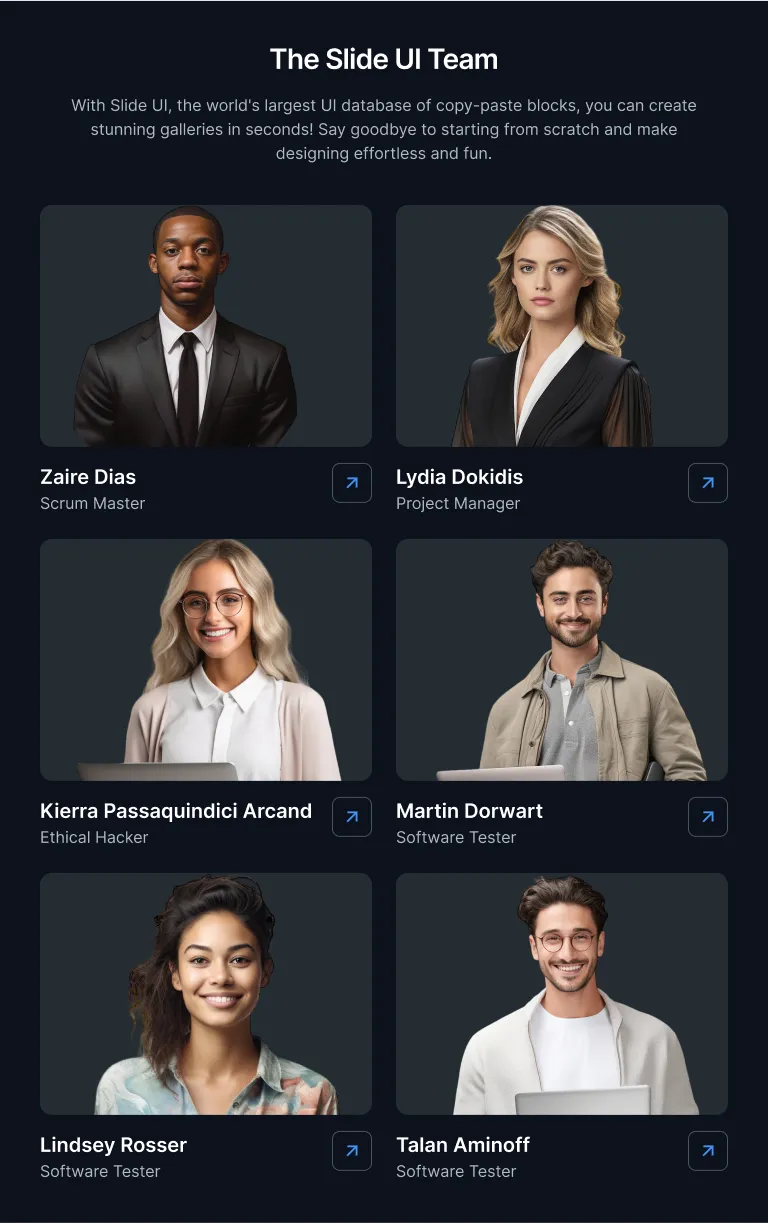 The Slide UI Team
With Slide UI, the world's largest UI database of copy-paste blocks, you can create
stunning galleries in seconds! Say goodbye to starting from scratch and make
designing effortless and fun.
Zaire Dias
Scrum Master
Lydia Dokidis
Project Manager
Kierra Passaquindici Arcand
Ethical Hacker
Martin Dorwart
Software Tester
Lindsey Rosser
Software Tester
Talan Aminoff
Software Tester